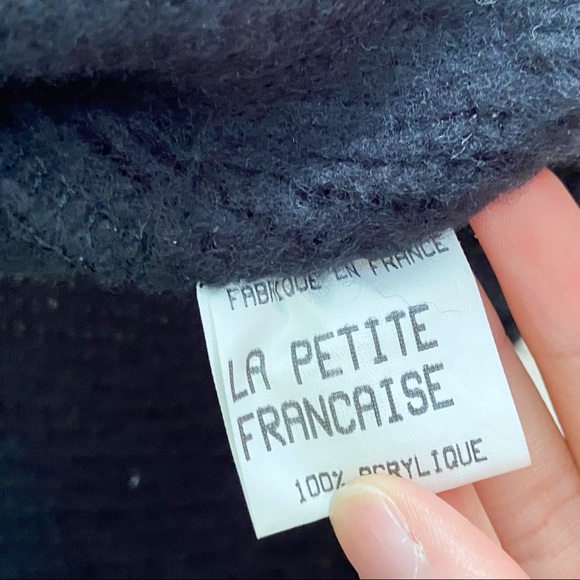 FABRIQUE EN FRANCE
LA PETITE
FRANCAISE
100% ACRYLIQUE